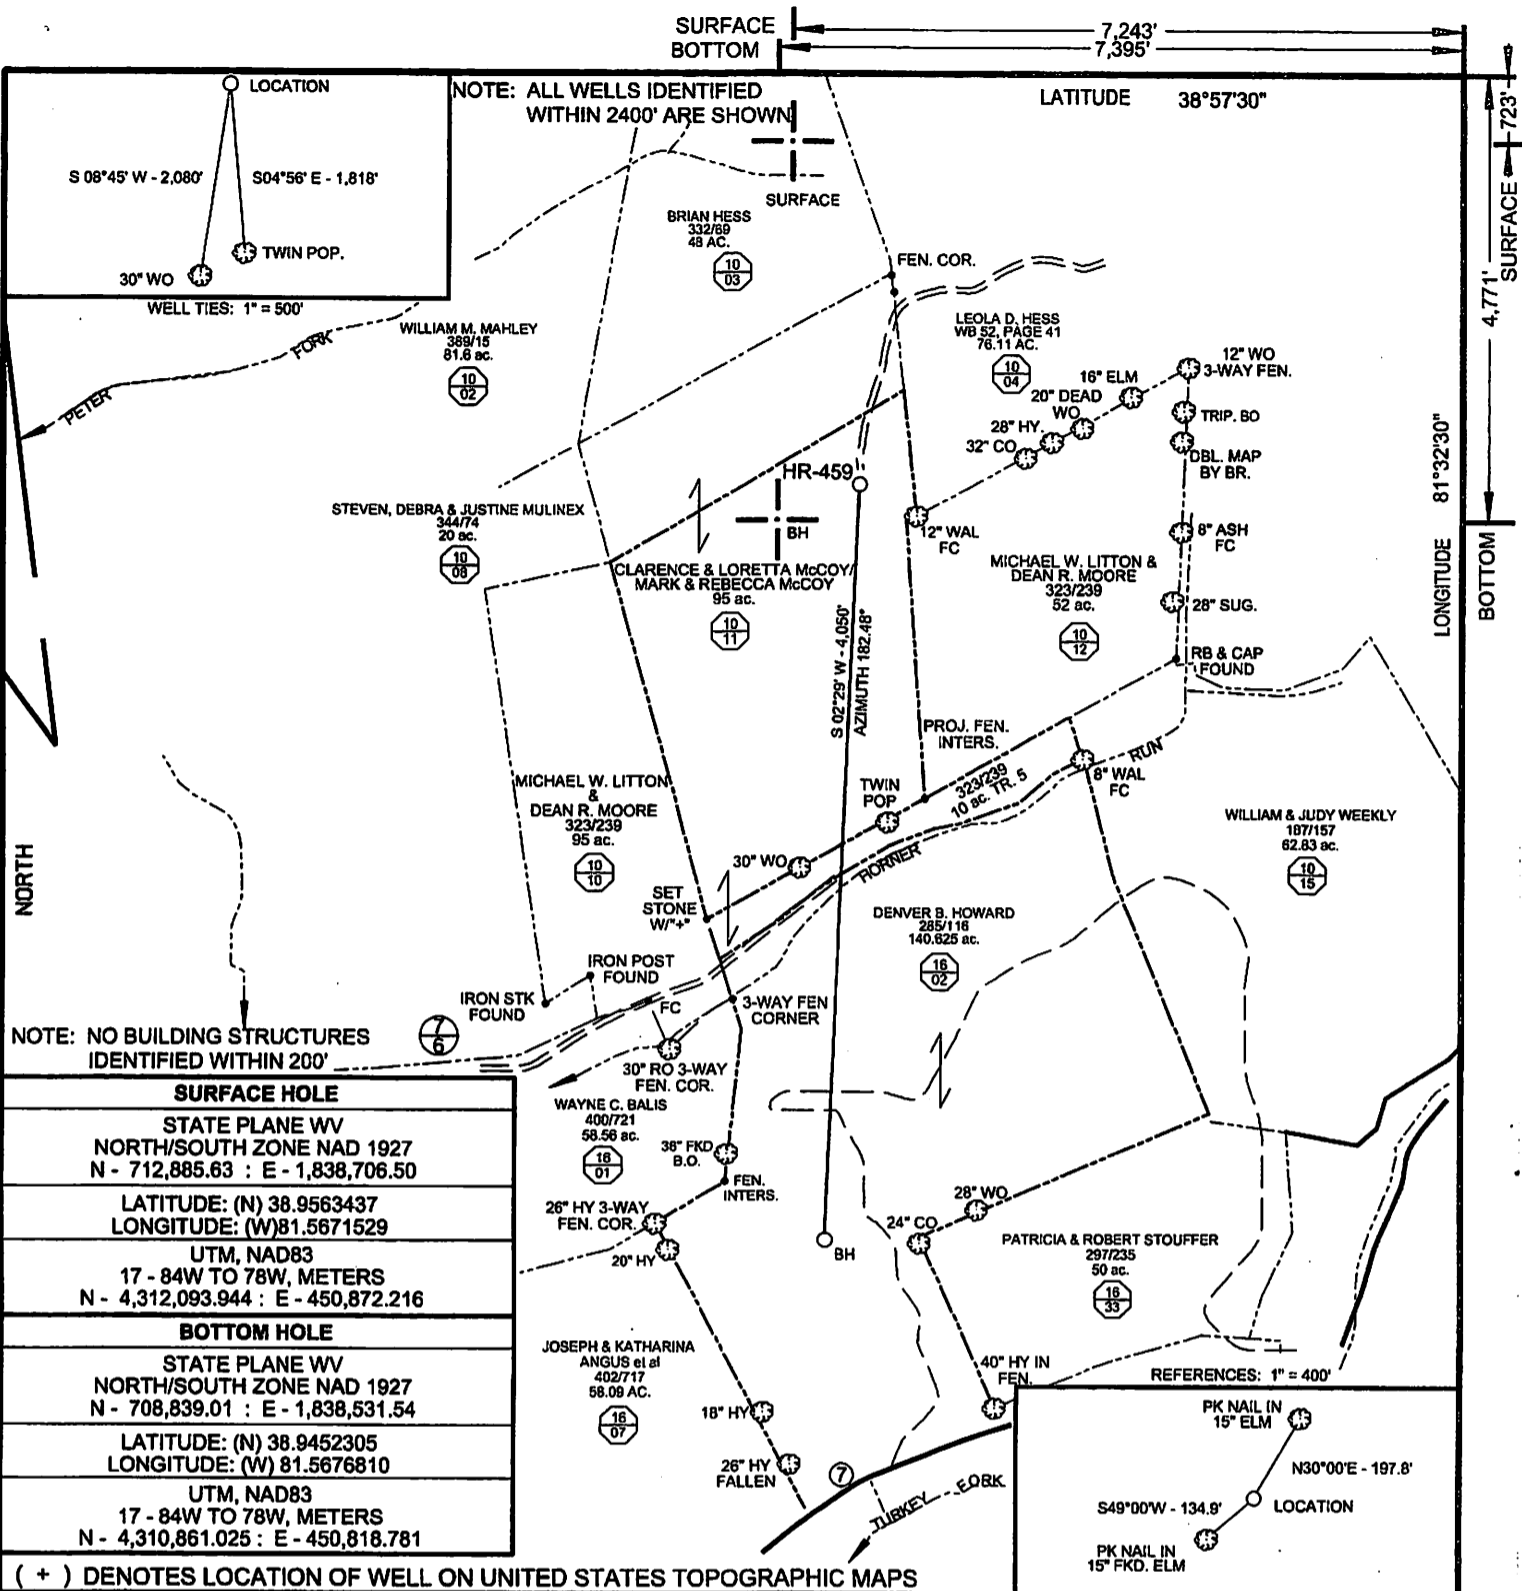 SURFACE
BOTTOM
7,243'
7,395'
LOCATION
S 08°45' W - 2,080'
S04°56' E - 1,818'
TWIN POP.
30" WO
WELL TIES: 1" = 500'
NOTE: ALL WELLS IDENTIFIED
WITHIN 2400' ARE SHOWN
LATITUDE 38°57'30"
723'
SURFACE
4,771'
BOTTOM
LONGITUDE 81°32'30"
SURFACE
BRIAN HESS
332/69
48 AC.
10
03
FEN. COR.
PETER FORK
WILLIAM M. MAHLEY
389/15
81.6 ac.
10
02
LEOLA D. HESS
WB 52, PAGE 41
76.11 AC.
10
04
12" WO
3-WAY FEN.
16" ELM
20" DEAD
WO
28" HY.
32" CO
TRIP. BO
DBL. MAP
BY BR.
HR-459
BH
12" WAL
FC
8" ASH
FC
STEVEN, DEBRA & JUSTINE MULINEX
344/74
20 ac.
10
08
CLARENCE & LORETTA McCOY/
MARK & REBECCA McCOY
95 ac.
10
11
MICHAEL W. LITTON &
DEAN R. MOORE
323/239
52 ac.
10
12
28" SUG.
RB & CAP
FOUND
S 02°29' W - 4,050'
AZIMUTH 182.48°
PROJ. FEN.
INTERS.
323/239
10 ac. TR. 5
HORNER RUN
8" WAL
FC
TWIN
POP
MICHAEL W. LITTON
&
DEAN R. MOORE
323/239
95 ac.
10
10
30" WO
SET
STONE
W/"+"
WILLIAM & JUDY WEEKLY
187/157
62.83 ac.
10
15
NORTH
DENVER B. HOWARD
285/116
140.625 ac.
16
02
IRON POST
FOUND
IRON STK
FOUND
FC
3-WAY FEN
CORNER
7
6
NOTE: NO BUILDING STRUCTURES
IDENTIFIED WITHIN 200'
30" RO 3-WAY
FEN. COR.
WAYNE C. BALIS
400/721
58.56 ac.
16
01
38" FKD
B.O.
FEN.
INTERS.
26" HY 3-WAY
FEN. COR.
20" HY
28" WO
24" CO
BH
PATRICIA & ROBERT STOUFFER
297/235
50 ac.
16
33
JOSEPH & KATHARINA
ANGUS et al
402/717
58.09 AC.
16
07
18" HY
26" HY
FALLEN
40" HY IN
FEN.
7
TURKEY FORK
SURFACE HOLE
STATE PLANE WV
NORTH/SOUTH ZONE NAD 1927
N - 712,885.63 : E - 1,838,706.50
LATITUDE: (N) 38.9563437
LONGITUDE: (W)81.5671529
UTM, NAD83
17 - 84W TO 78W, METERS
N - 4,312,093.944 : E - 450,872.216
BOTTOM HOLE
STATE PLANE WV
NORTH/SOUTH ZONE NAD 1927
N - 708,839.01 : E - 1,838,531.54
LATITUDE: (N) 38.9452305
LONGITUDE: (W) 81.5676810
UTM, NAD83
17 - 84W TO 78W, METERS
N - 4,310,861.025 : E - 450,818.781
REFERENCES: 1" = 400'
PK NAIL IN
15" ELM
N30°00'E - 197.8'
S49°00'W - 134.9'
LOCATION
PK NAIL IN
15" FKD. ELM
( + ) DENOTES LOCATION OF WELL ON UNITED STATES TOPOGRAPHIC MAPS